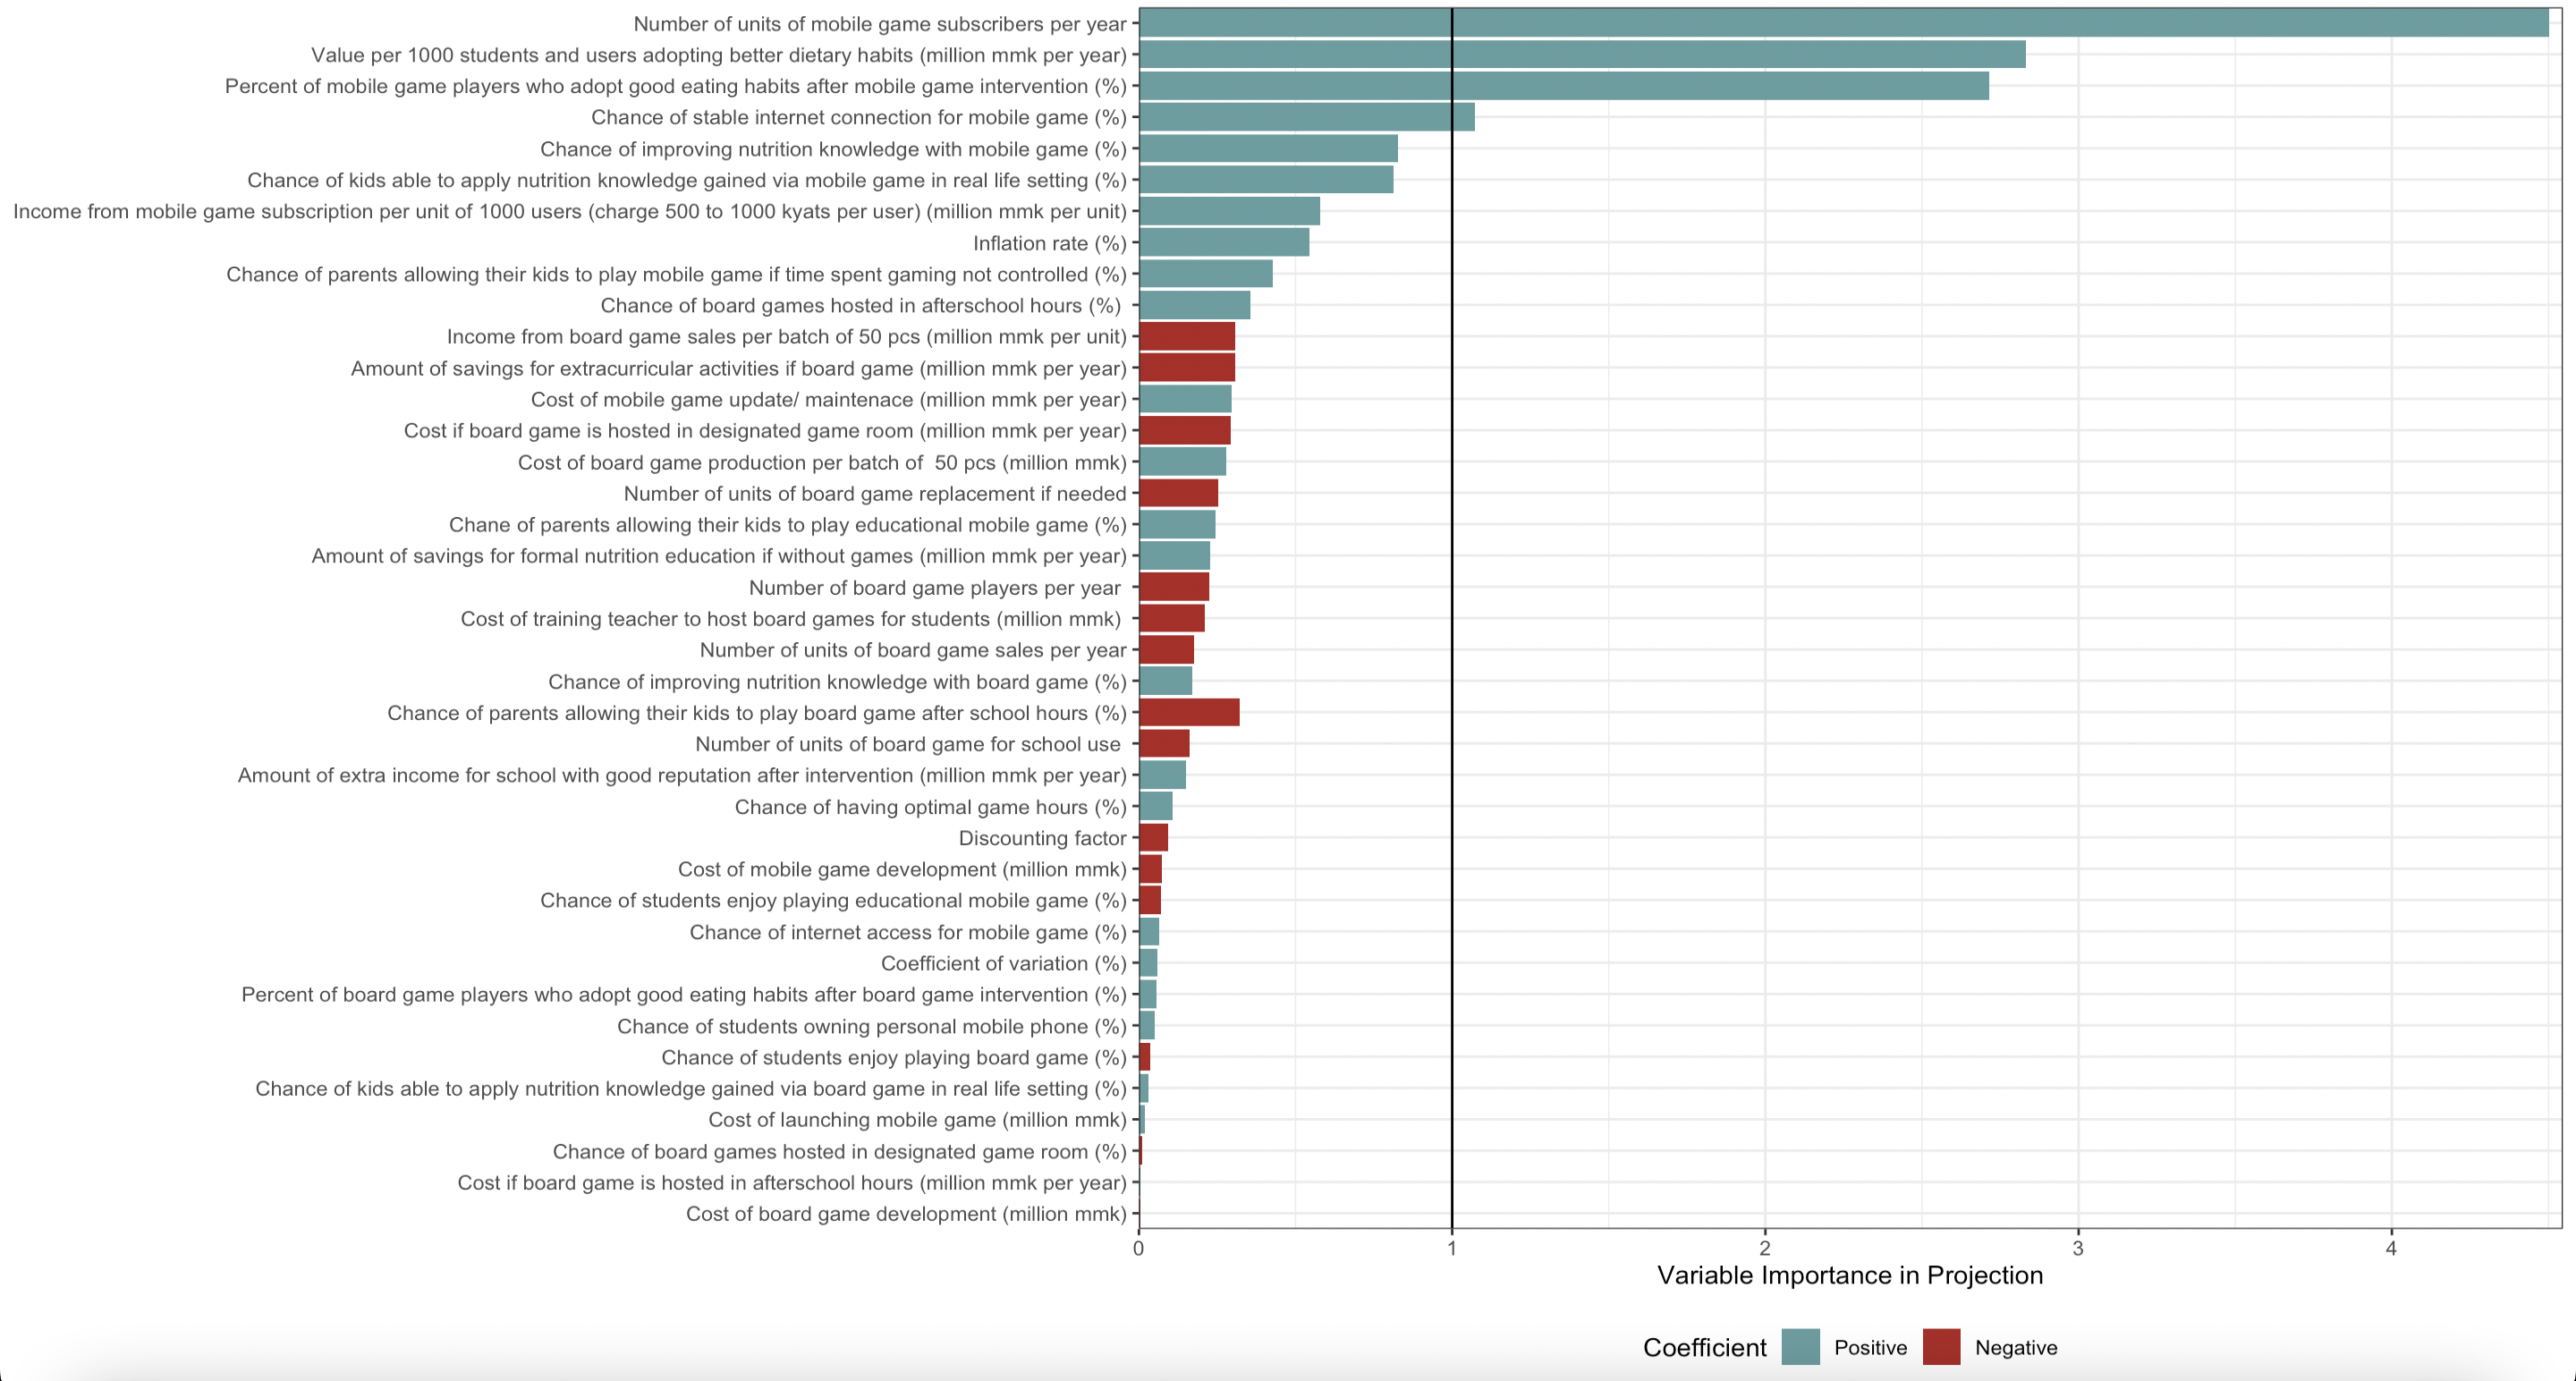 Number of units of mobile game subscribers per year
Value per 1000 students and users adopting better dietary habits (million mmk per year)
Percent of mobile game players who adopt good eating habits after mobile game intervention (%)
Chance of stable internet connection for mobile game (%)
Chance of improving nutrition knowledge with mobile game (%)
Chance of kids able to apply nutrition knowledge gained via mobile game in real life setting (%)
Income from mobile game subscription per unit of 1000 users (charge 500 to 1000 kyats per user) (million mmk per unit)
Inflation rate (%)
Chance of parents allowing their kids to play mobile game if time spent gaming not controlled (%)
Chance of board games hosted in afterschool hours (%)
Income from board game sales per batch of 50 pcs (million mmk per unit)
Amount of savings for extracurricular activities if board game (million mmk per year)
Cost of mobile game update/ maintenace (million mmk per year)
Cost if board game is hosted in designated game room (million mmk per year)
Cost of board game production per batch of  50 pcs (million mmk)
Number of units of board game replacement if needed
Chane of parents allowing their kids to play educational mobile game (%)
Amount of savings for formal nutrition education if without games (million mmk per year)
Number of board game players per year
Cost of training teacher to host board games for students (million mmk)
Number of units of board game sales per year
Chance of improving nutrition knowledge with board game (%)
Chance of parents allowing their kids to play board game after school hours (%)
Number of units of board game for school use
Amount of extra income for school with good reputation after intervention (million mmk per year)
Chance of having optimal game hours (%)
Discounting factor
Cost of mobile game development (million mmk)
Chance of students enjoy playing educational mobile game (%)
Chance of internet access for mobile game (%)
Coefficient of variation (%)
Percent of board game players who adopt good eating habits after board game intervention (%)
Chance of students owning personal mobile phone (%)
Chance of students enjoy playing board game (%)
Chance of kids able to apply nutrition knowledge gained via board game in real life setting (%)
Cost of launching mobile game (million mmk)
Chance of board games hosted in designated game room (%)
Cost if board game is hosted in afterschool hours (million mmk per year)
Cost of board game development (million mmk)
0 1 2 3 4
Variable Importance in Projection
Coefficient Positive Negative